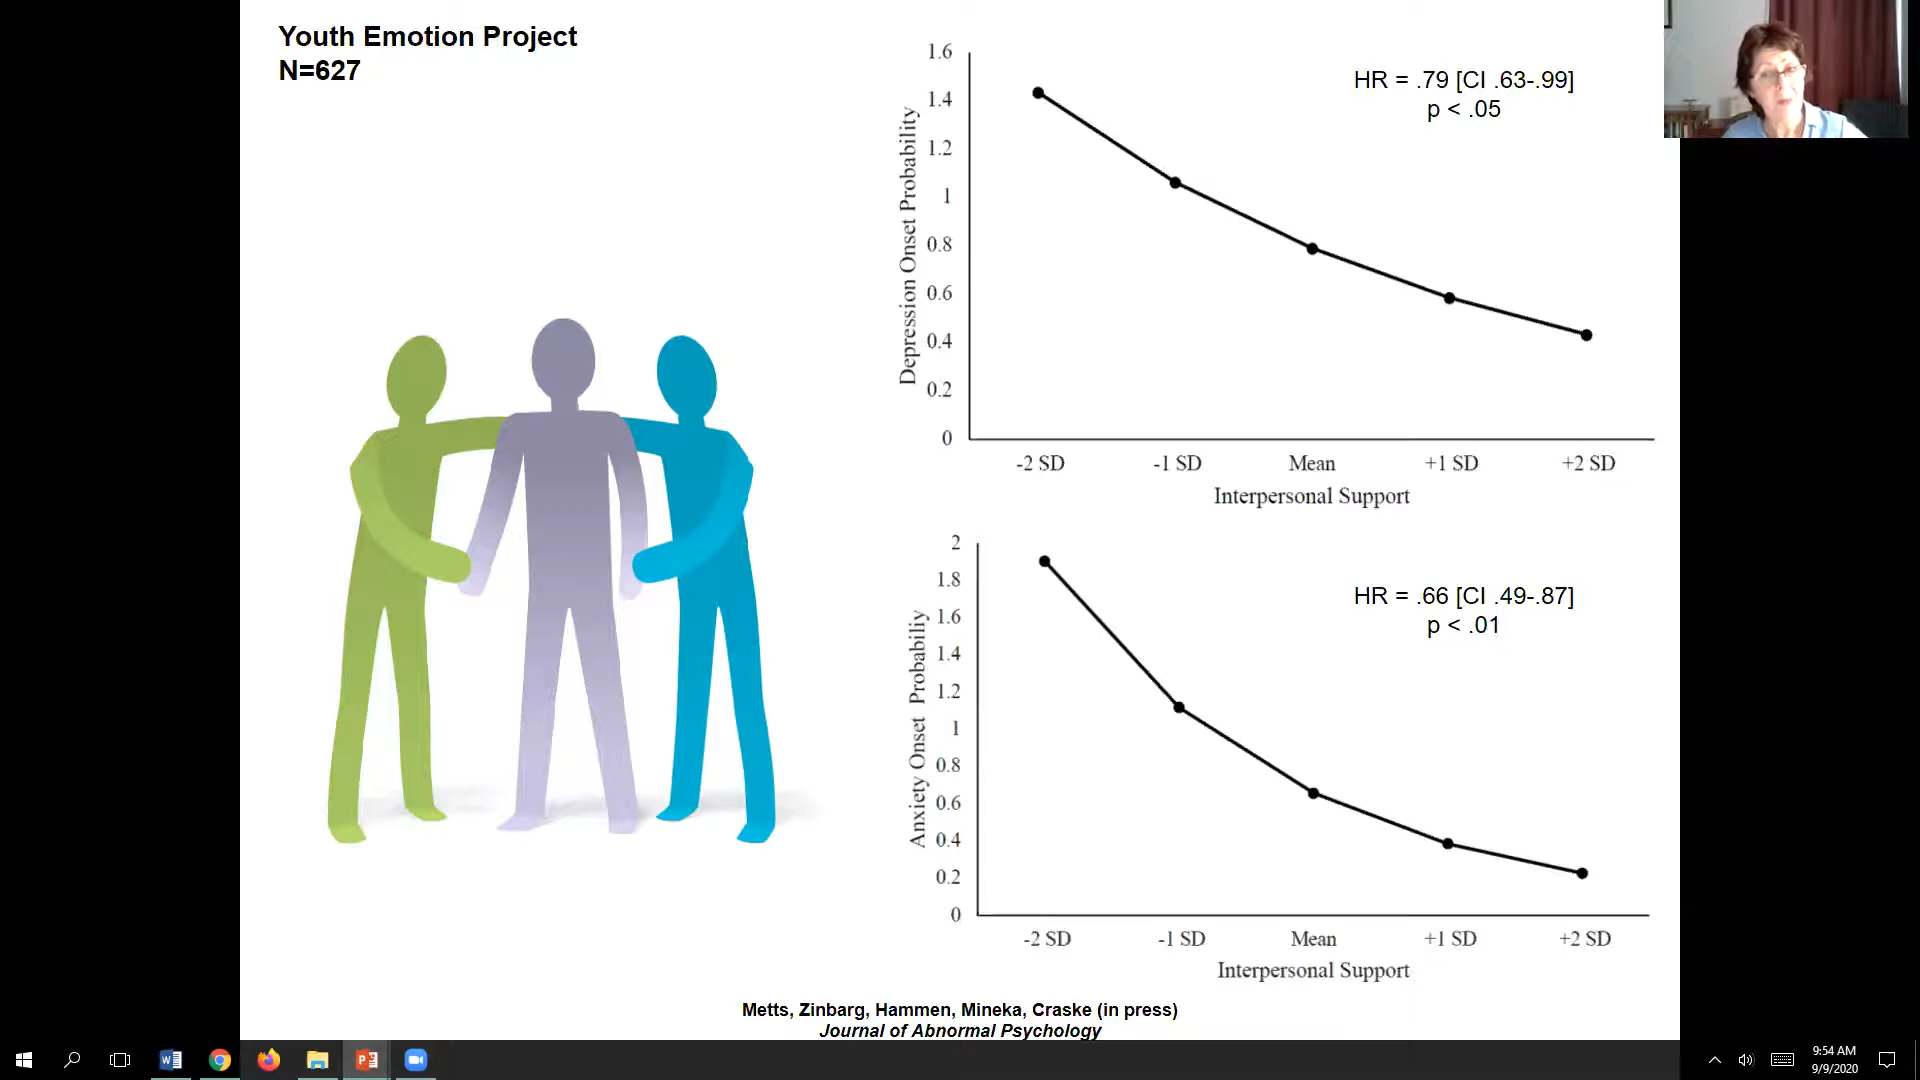 Youth Emotion Project
N=627
1.6
1.4
1.2
1
0.8
0.6
0.4
0.2
0
Depression Onset Probability
HR = .79 [CI .63-.99]
p < .05
-2 SD
-1 SD
Mean
+1 SD
+2 SD
Interpersonal Support
2
1.8
1.6
1.4
1.2
1
0.8
0.6
0.4
0.2
0
Anxiety Onset Probabiliy
HR = .66 [CI .49-.87]
p < .01
-2 SD
-1 SD
Mean
+1 SD
+2 SD
Interpersonal Support
Metts, Zinbarg, Hammen, Mineka, Craske (in press)
Journal of Abnormal Psychology
9:54 AM
9/9/2020